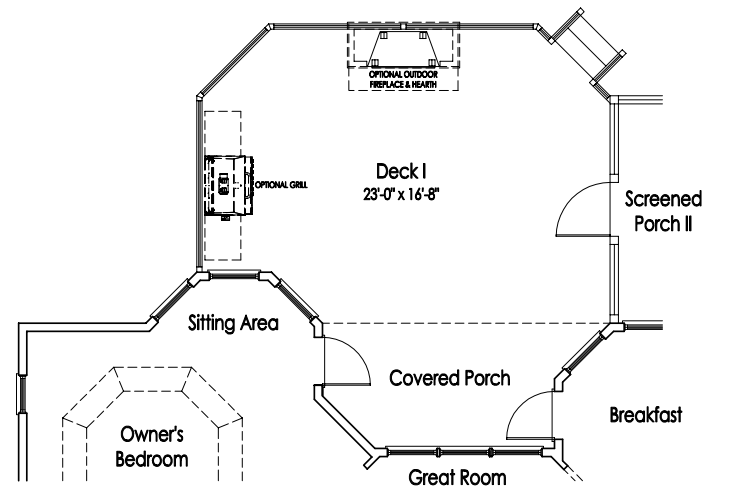 OPTIONAL OUTDOOR
FIREPLACE & HEARTH
Deck I
23'-0" x 16'-8"
OPTIONAL GRILL
Screened
Porch II
Sitting Area
Covered Porch
Breakfast
Owner's
Bedroom
Great Room